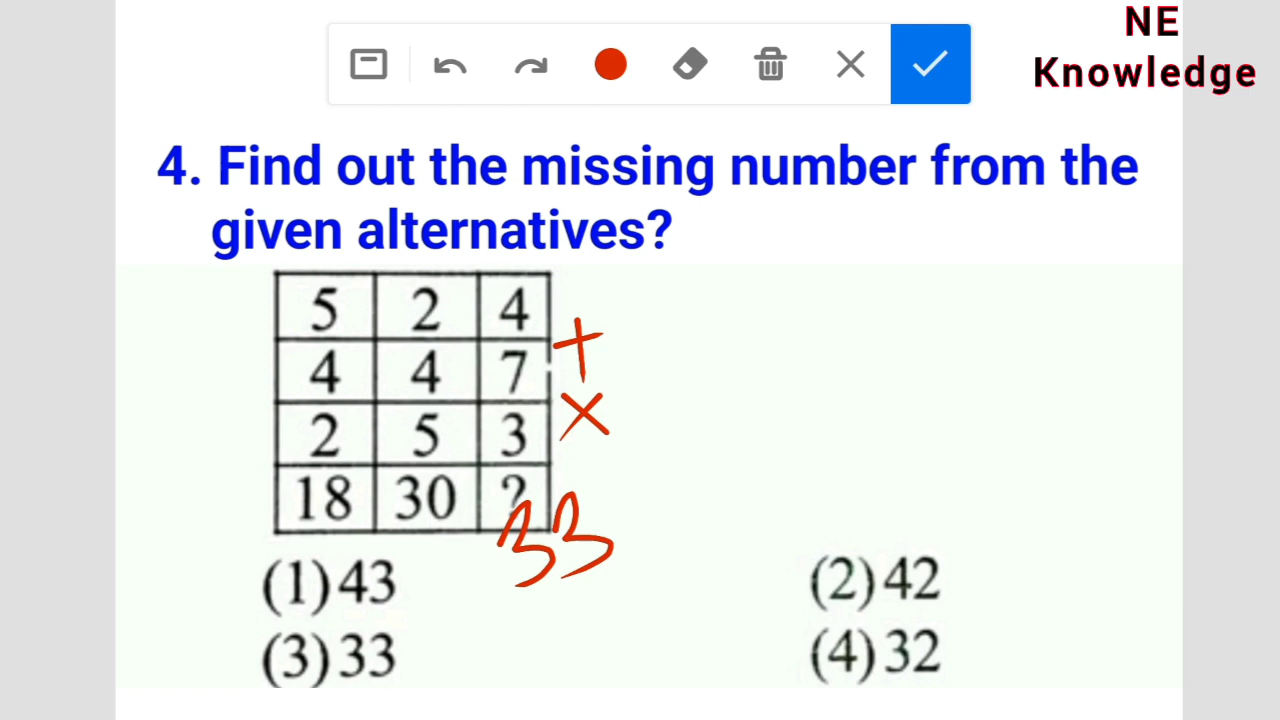 NE
Knowledge
4. Find out the missing number from the
given alternatives?
5 2 4
+
4 4 7
×
2 5 3
18 30 ?
33
(1) 43 (2) 42
(3) 33 (4) 32